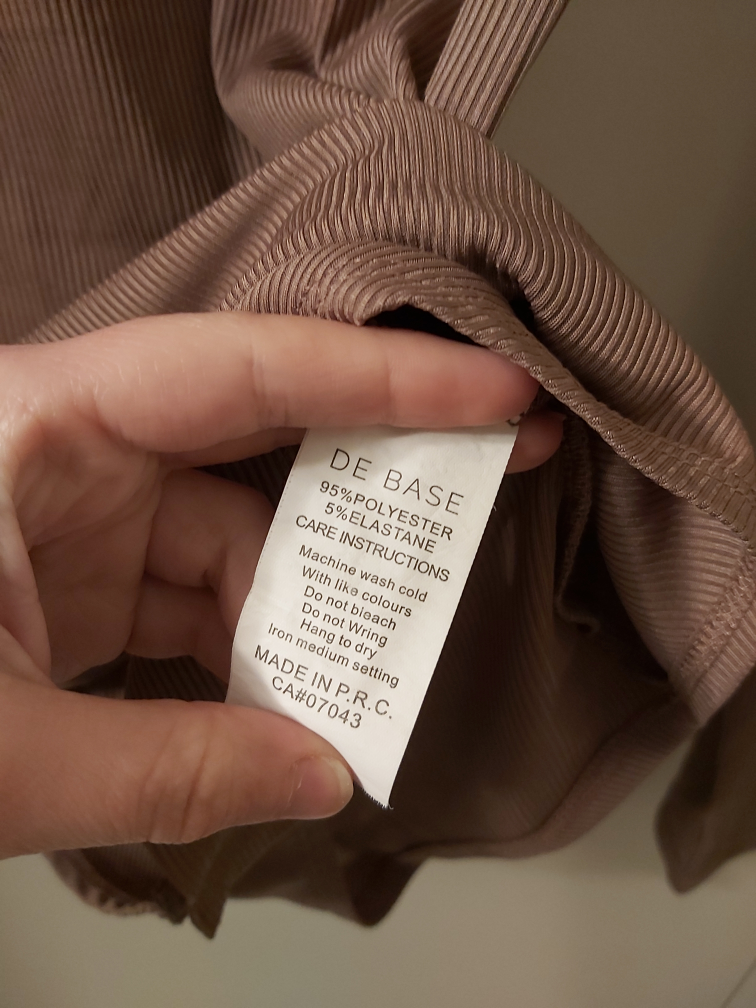 DE BASE
95%POLYESTER
5%ELASTANE
CARE INSTRUCTIONS
Machine wash cold
With like colours
Do not bleach
Do not Wring
Hang to dry
Iron medium setting
MADE IN P.R.C.
CA#07043